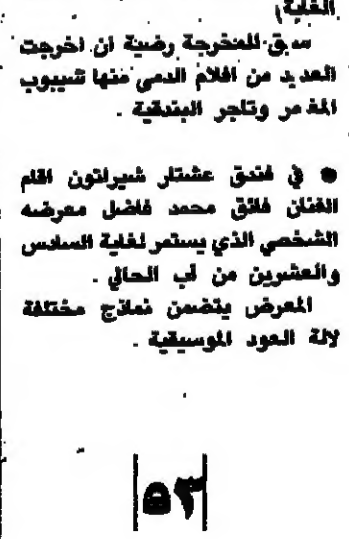 الغابة)
سبق للمخرجة رضية ان اخرجت
العديد من افلام الدمى منها شيبوب
المغامر وتاجر البندقية .
● في فندق عشتار شيراتون اقام
الفنان فائق محمد فاضل معرضه
الشخصي الذي يستمر لغاية السادس
والعشرين من آب الحالي .
المعرض يتضمن نماذج مختلفة
لالة العود الموسيقية .
٥٣